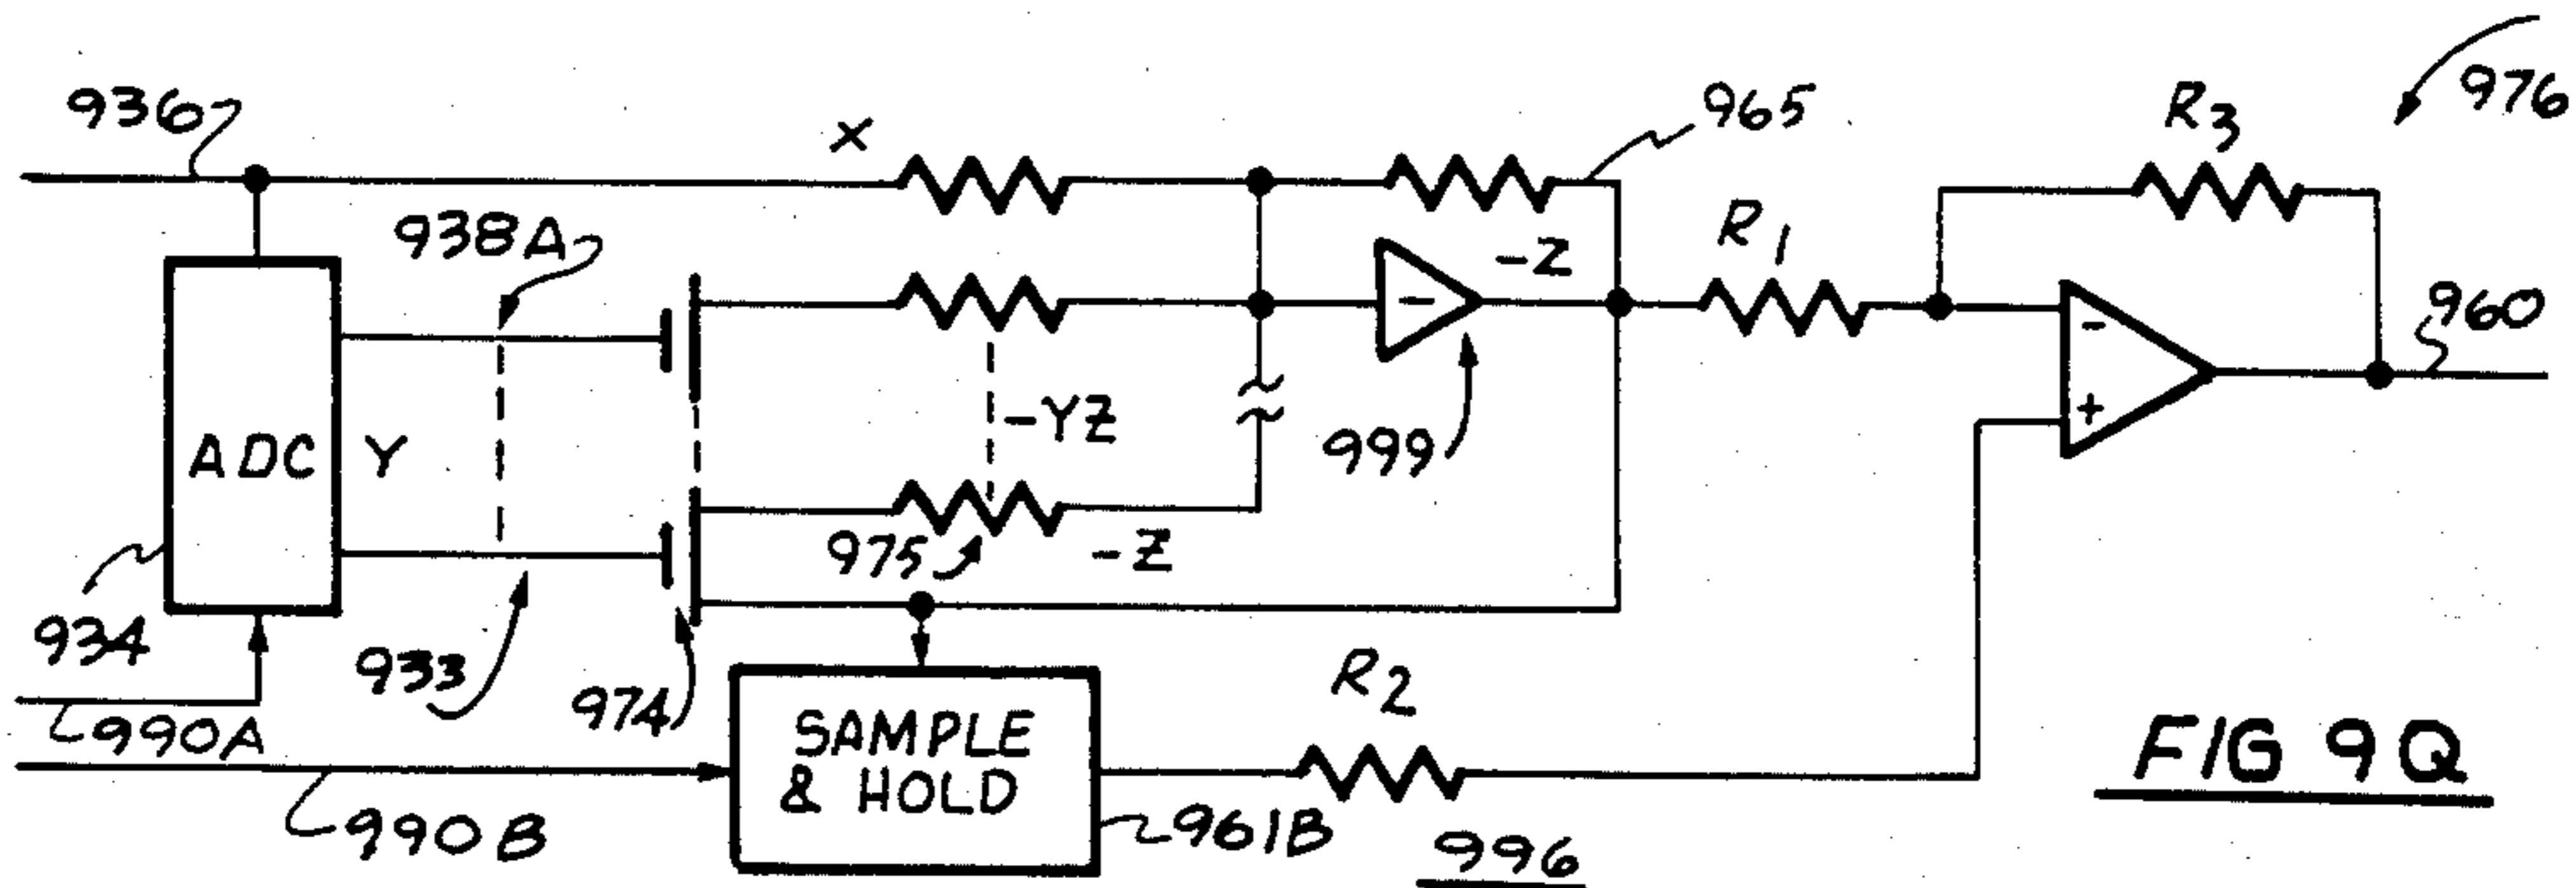 936
X
965
R3
976
938A
R1
-Z
-
960
-
ADC
Y
-YZ
999
+
975
-Z
934
933
974
R2
990A
SAMPLE
& HOLD
FIG 9Q
990B
961B
996